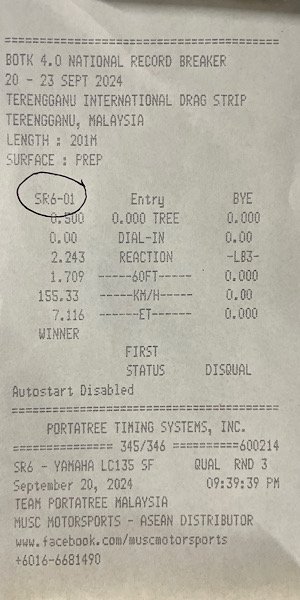 ================================================
BOTK 4.0 NATIONAL RECORD BREAKER
20 - 23 SEPT 2024
TERENGGANU INTERNATIONAL DRAG STRIP
TERENGGANU, MALAYSIA
LENGTH : 201M
SURFACE : PREP
================================================
SR6-01 Entry BYE
0.500 0.000 TREE 0.000
0.00 DIAL-IN 0.00
2.243 REACTION -LB3-
1.709 ------60FT------ 0.000
155.33 ------KM/H------ 0.00
7.116 -------ET------- 0.000
WINNER
FIRST
STATUS DISQUAL
Autostart Disabled
================================================
PORTATREE TIMING SYSTEMS, INC.
=============== 345/346 ==========600214
SR6 - YAMAHA LC135 SF QUAL RND 3
September 20, 2024 09:39:39 PM
TEAM PORTATREE MALAYSIA
MUSC MOTORSPORTS - ASEAN DISTRIBUTOR
www.facebook.com/muscmotorsports
+6016-6681490